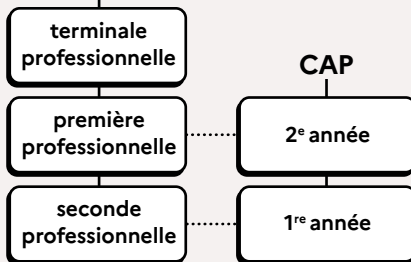 terminale
professionnelle
CAP
première
professionnelle
2e année
seconde
professionnelle
1re année